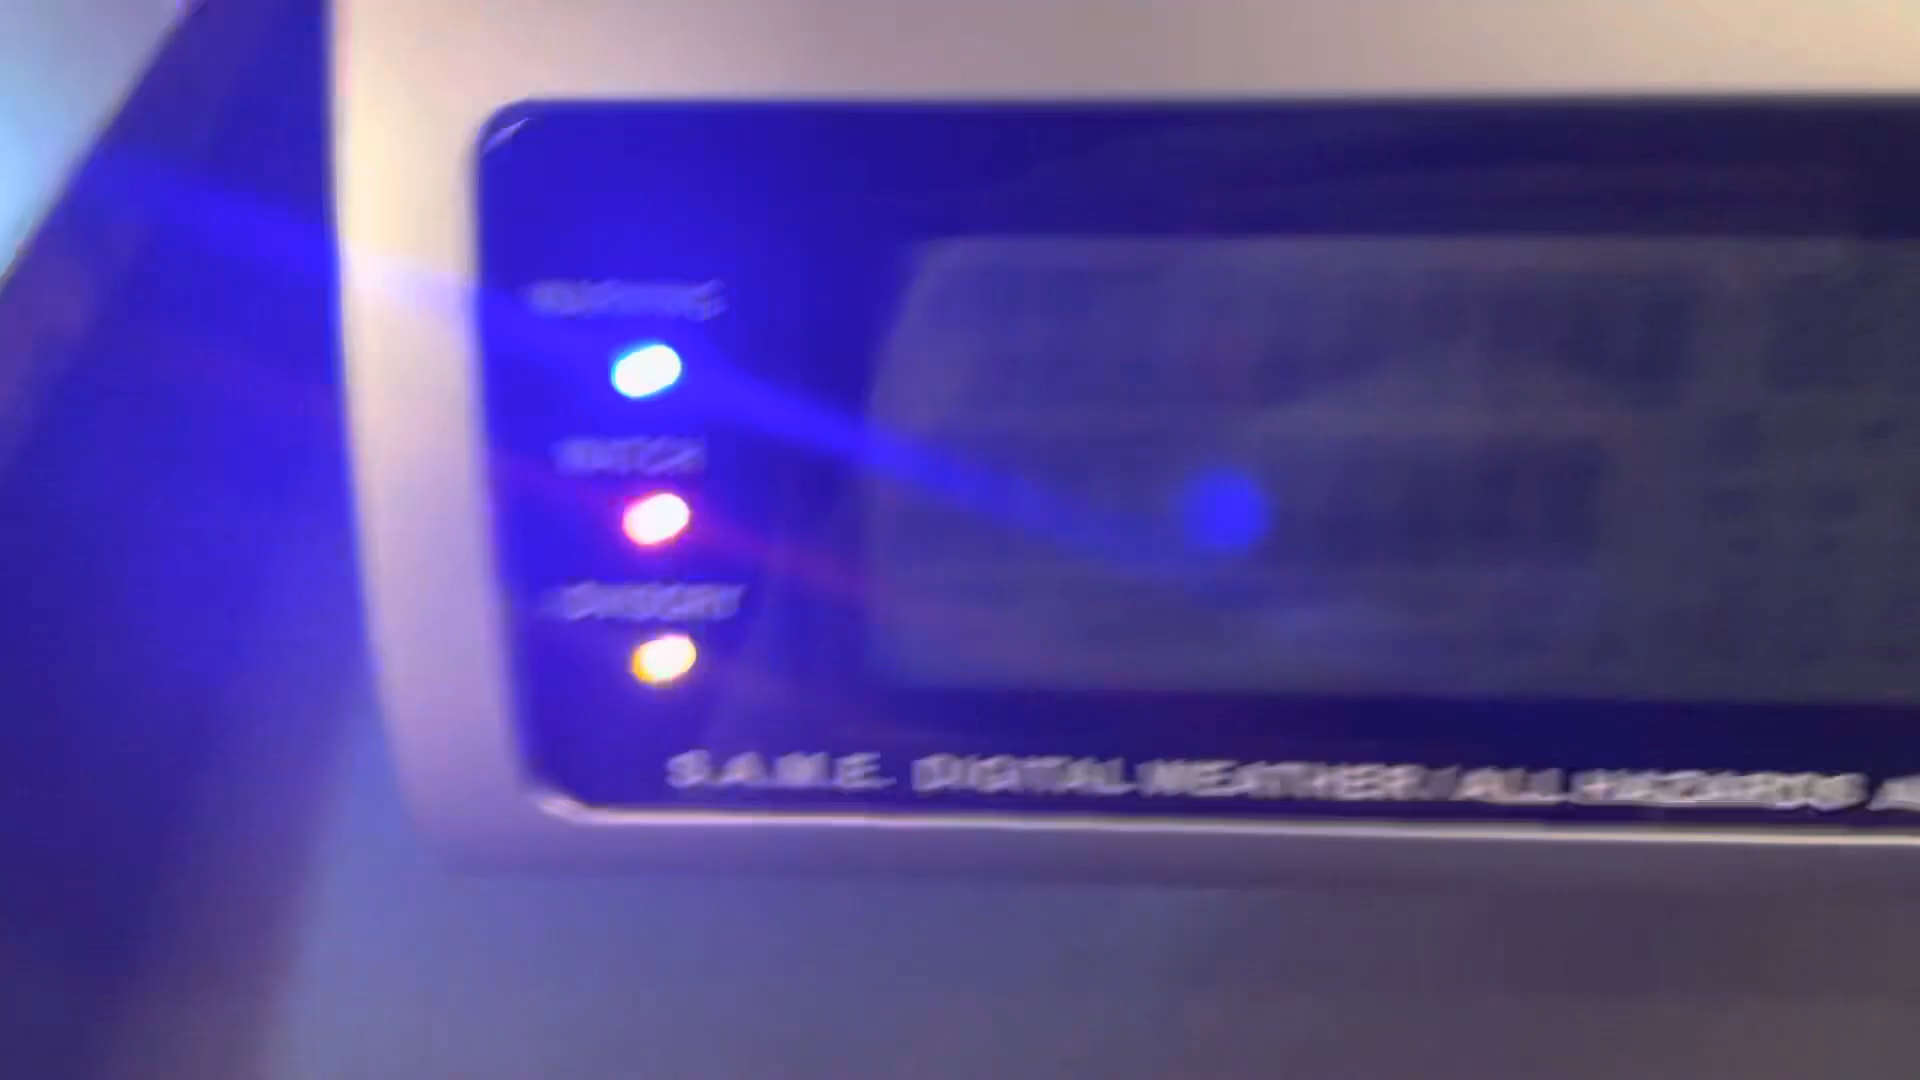 WARNING
WATCH
ADVISORY
S.A.M.E. DIGITAL WEATHER/ALL HAZARDS